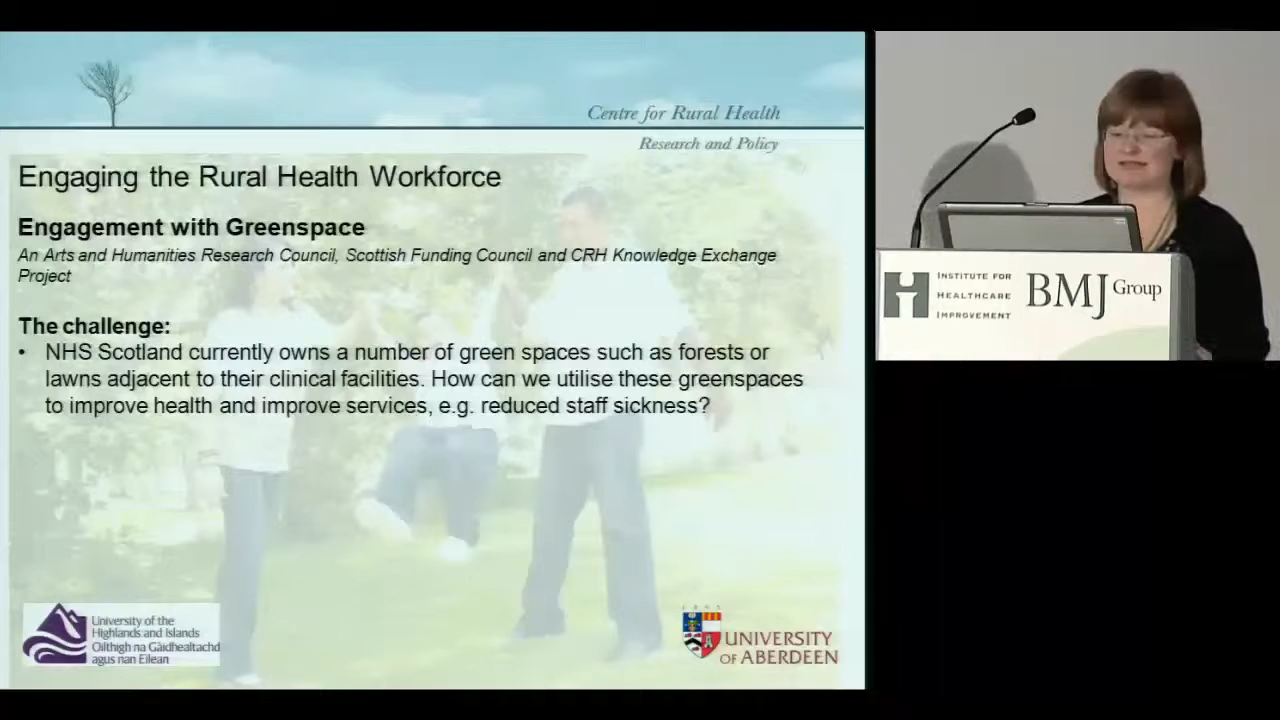 Centre for Rural Health
Research and Policy
Engaging the Rural Health Workforce
Engagement with Greenspace
An Arts and Humanities Research Council, Scottish Funding Council and CRH Knowledge Exchange
Project
The challenge:
• NHS Scotland currently owns a number of green spaces such as forests or
lawns adjacent to their clinical facilities. How can we utilise these greenspaces
to improve health and improve services, e.g. reduced staff sickness?
University of the
Highlands and Islands
Oilthigh na Gàidhealtachd
agus nan Eilean
1495
UNIVERSITY
OF ABERDEEN
INSTITUTE FOR
HEALTHCARE
IMPROVEMENT
BMJ Group